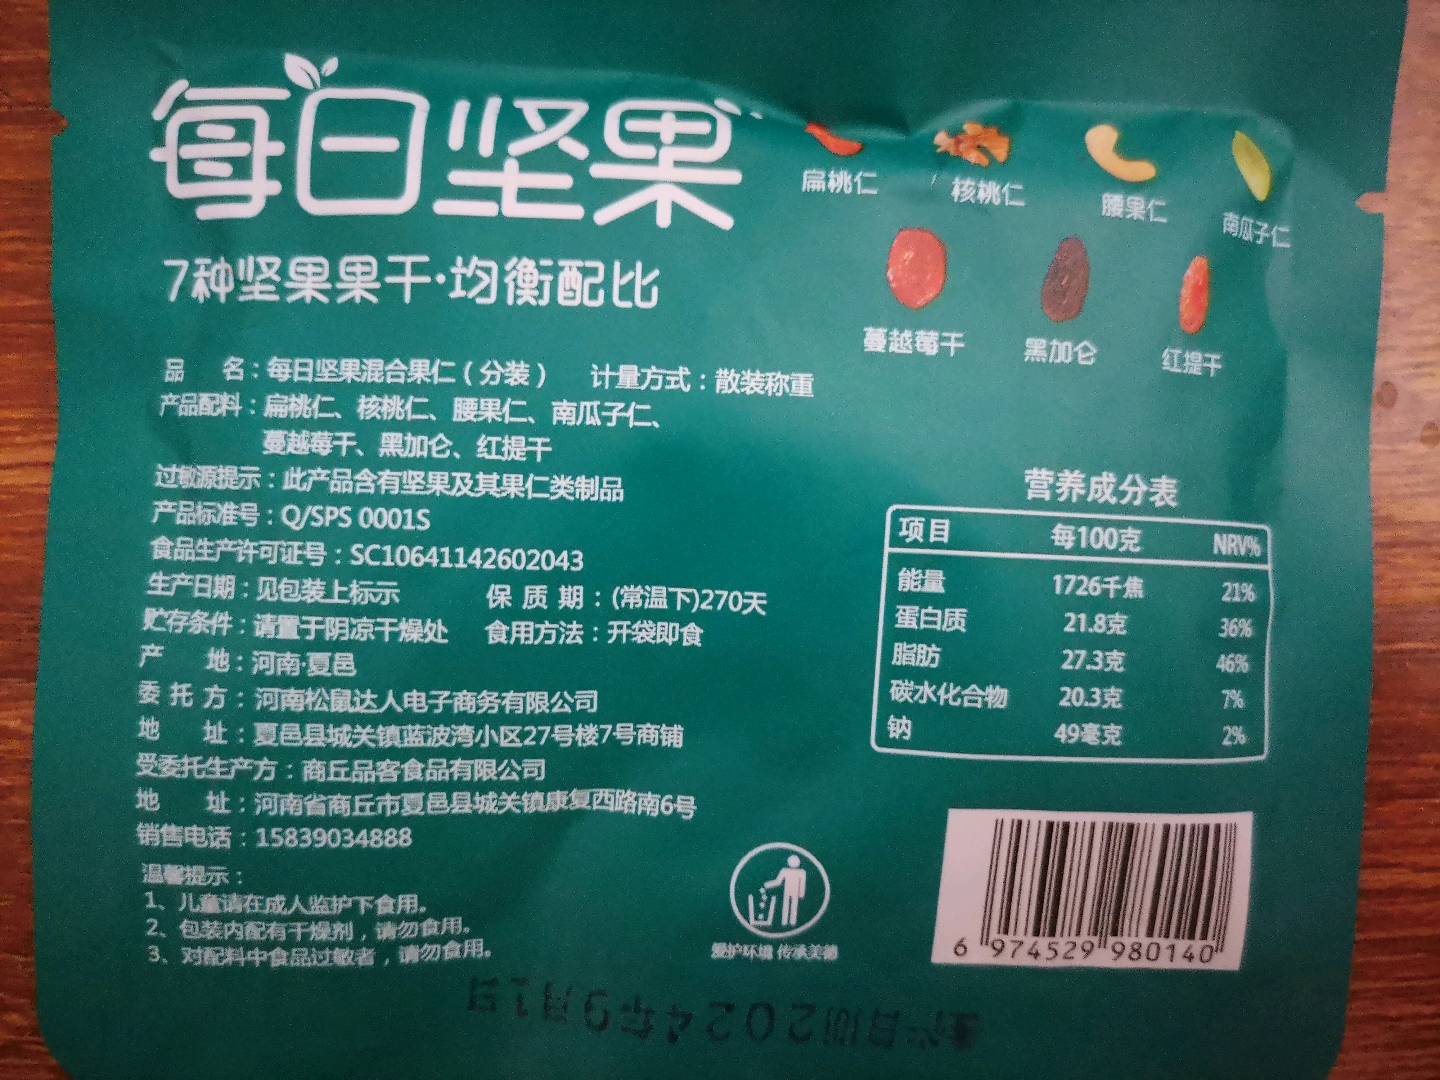 每日坚果
7种坚果果干·均衡配比
扁桃仁
核桃仁
腰果仁
南瓜子仁
蔓越莓干
黑加仑
红提干
品 名：每日坚果混合果仁（分装） 计量方式：散装称重
产品配料：扁桃仁、核桃仁、腰果仁、南瓜子仁、
蔓越莓干、黑加仑、红提干
过敏源提示：此产品含有坚果及其果仁类制品
产品标准号：Q/SPS 0001S
食品生产许可证号：SC10641142602043
生产日期：见包装上标示 保 质 期：(常温下)270天
贮存条件：请置于阴凉干燥处 食用方法：开袋即食
产 地：河南·夏邑
委 托 方：河南松鼠达人电子商务有限公司
地 址：夏邑县城关镇蓝波湾小区27号楼7号商铺
受委托生产方：商丘品客食品有限公司
地 址：河南省商丘市夏邑县城关镇康复西路南6号
销售电话：15839034888
温馨提示：
1、儿童请在成人监护下食用。
2、包装内配有干燥剂，请勿食用。
3、对配料中食品过敏者，请勿食用。
营养成分表
项目 每100克 NRV%
能量 1726千焦 21%
蛋白质 21.8克 36%
脂肪 27.3克 46%
碳水化合物 20.3克 7%
钠 49毫克 2%
爱护环境 传承美德
6 974529 980140
生产日期2024年9月1日